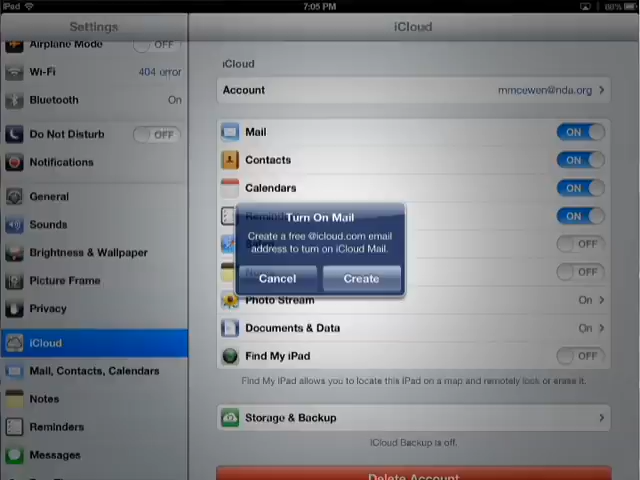 iPod
7:05 PM
80%
Settings
iCloud
Airplane Mode
OFF
Wi-Fi
404 error
Bluetooth
On
Do Not Disturb
OFF
Notifications
General
Sounds
Brightness & Wallpaper
Picture Frame
Privacy
iCloud
Mail, Contacts, Calendars
Notes
Reminders
Messages
iCloud
Account
mmcewen@nda.org
Mail
ON
Contacts
ON
Calendars
ON
Reminders
ON
OFF
OFF
Turn On Mail
Create a free @icloud.com email
address to turn on iCloud Mail.
Cancel
Create
Photo Stream
On
Documents & Data
On
Find My iPad
OFF
Find My iPad allows you to locate this iPad on a map and remotely lock or erase it.
Storage & Backup
iCloud Backup is off.
Delete Account